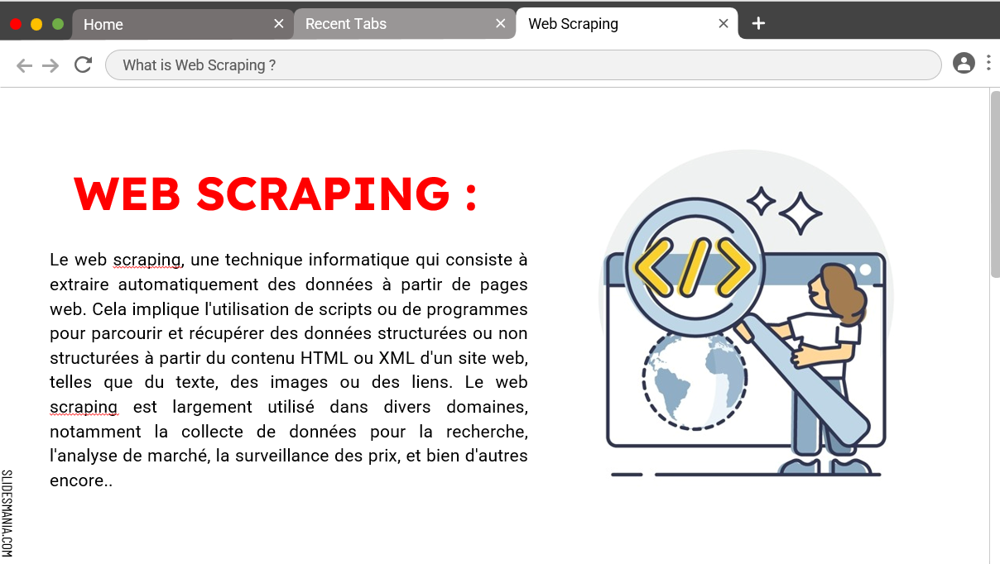 Home
Recent Tabs
Web Scraping
What is Web Scraping ?
WEB SCRAPING :
Le web scraping, une technique informatique qui consiste à
extraire automatiquement des données à partir de pages
web. Cela implique l'utilisation de scripts ou de programmes
pour parcourir et récupérer des données structurées ou non
structurées à partir du contenu HTML ou XML d'un site web,
telles que du texte, des images ou des liens. Le web
scraping est largement utilisé dans divers domaines,
notamment la collecte de données pour la recherche,
l'analyse de marché, la surveillance des prix, et bien d'autres
encore..
</>
SLIDESMANIA.COM